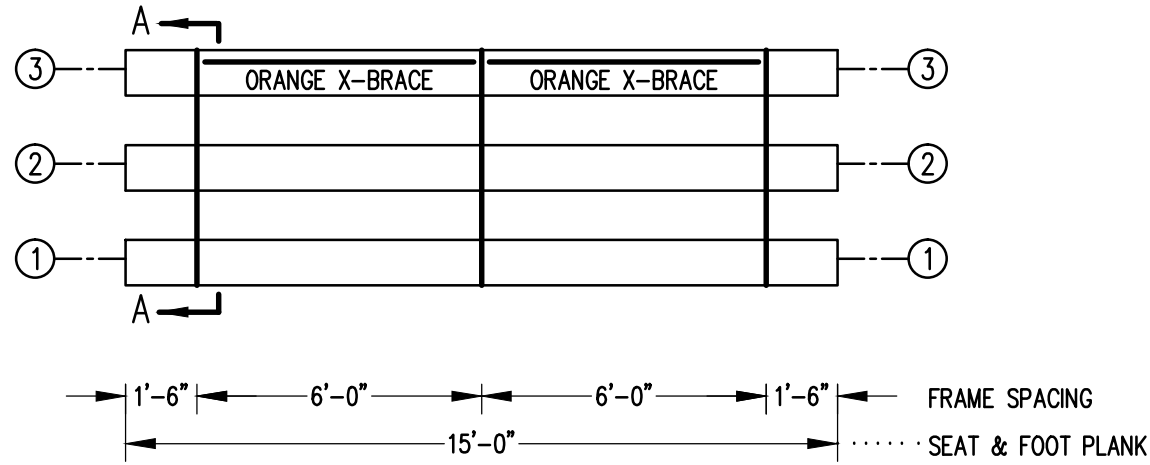 A
3 3
ORANGE X-BRACE ORANGE X-BRACE
2 2
1 1
A
1'-6" 6'-0" 6'-0" 1'-6" FRAME SPACING
15'-0" SEAT & FOOT PLANK